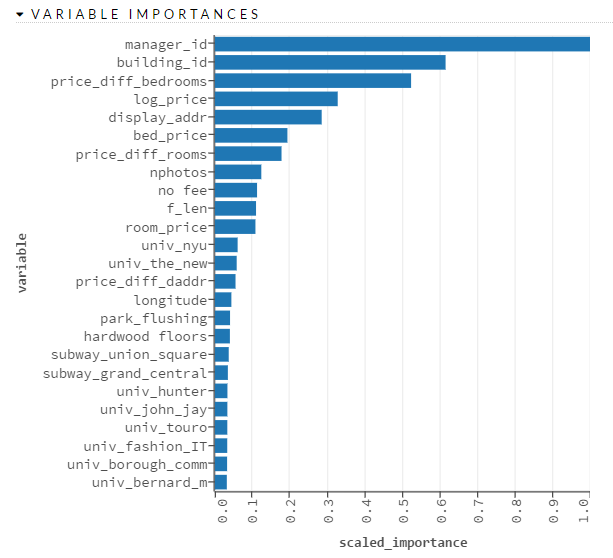 VARIABLE IMPORTANCES
manager_id
building_id
price_diff_bedrooms
log_price
display_addr
bed_price
price_diff_rooms
nphotos
no fee
f_len
room_price
univ_nyu
univ_the_new
price_diff_daddr
longitude
park_flushing
hardwood floors
subway_union_square
subway_grand_central
univ_hunter
univ_john_jay
univ_touro
univ_fashion_IT
univ_borough_comm
univ_bernard_m
variable
0.0 0.1 0.2 0.3 0.4 0.5 0.6 0.7 0.8 0.9 1.0
scaled_importance